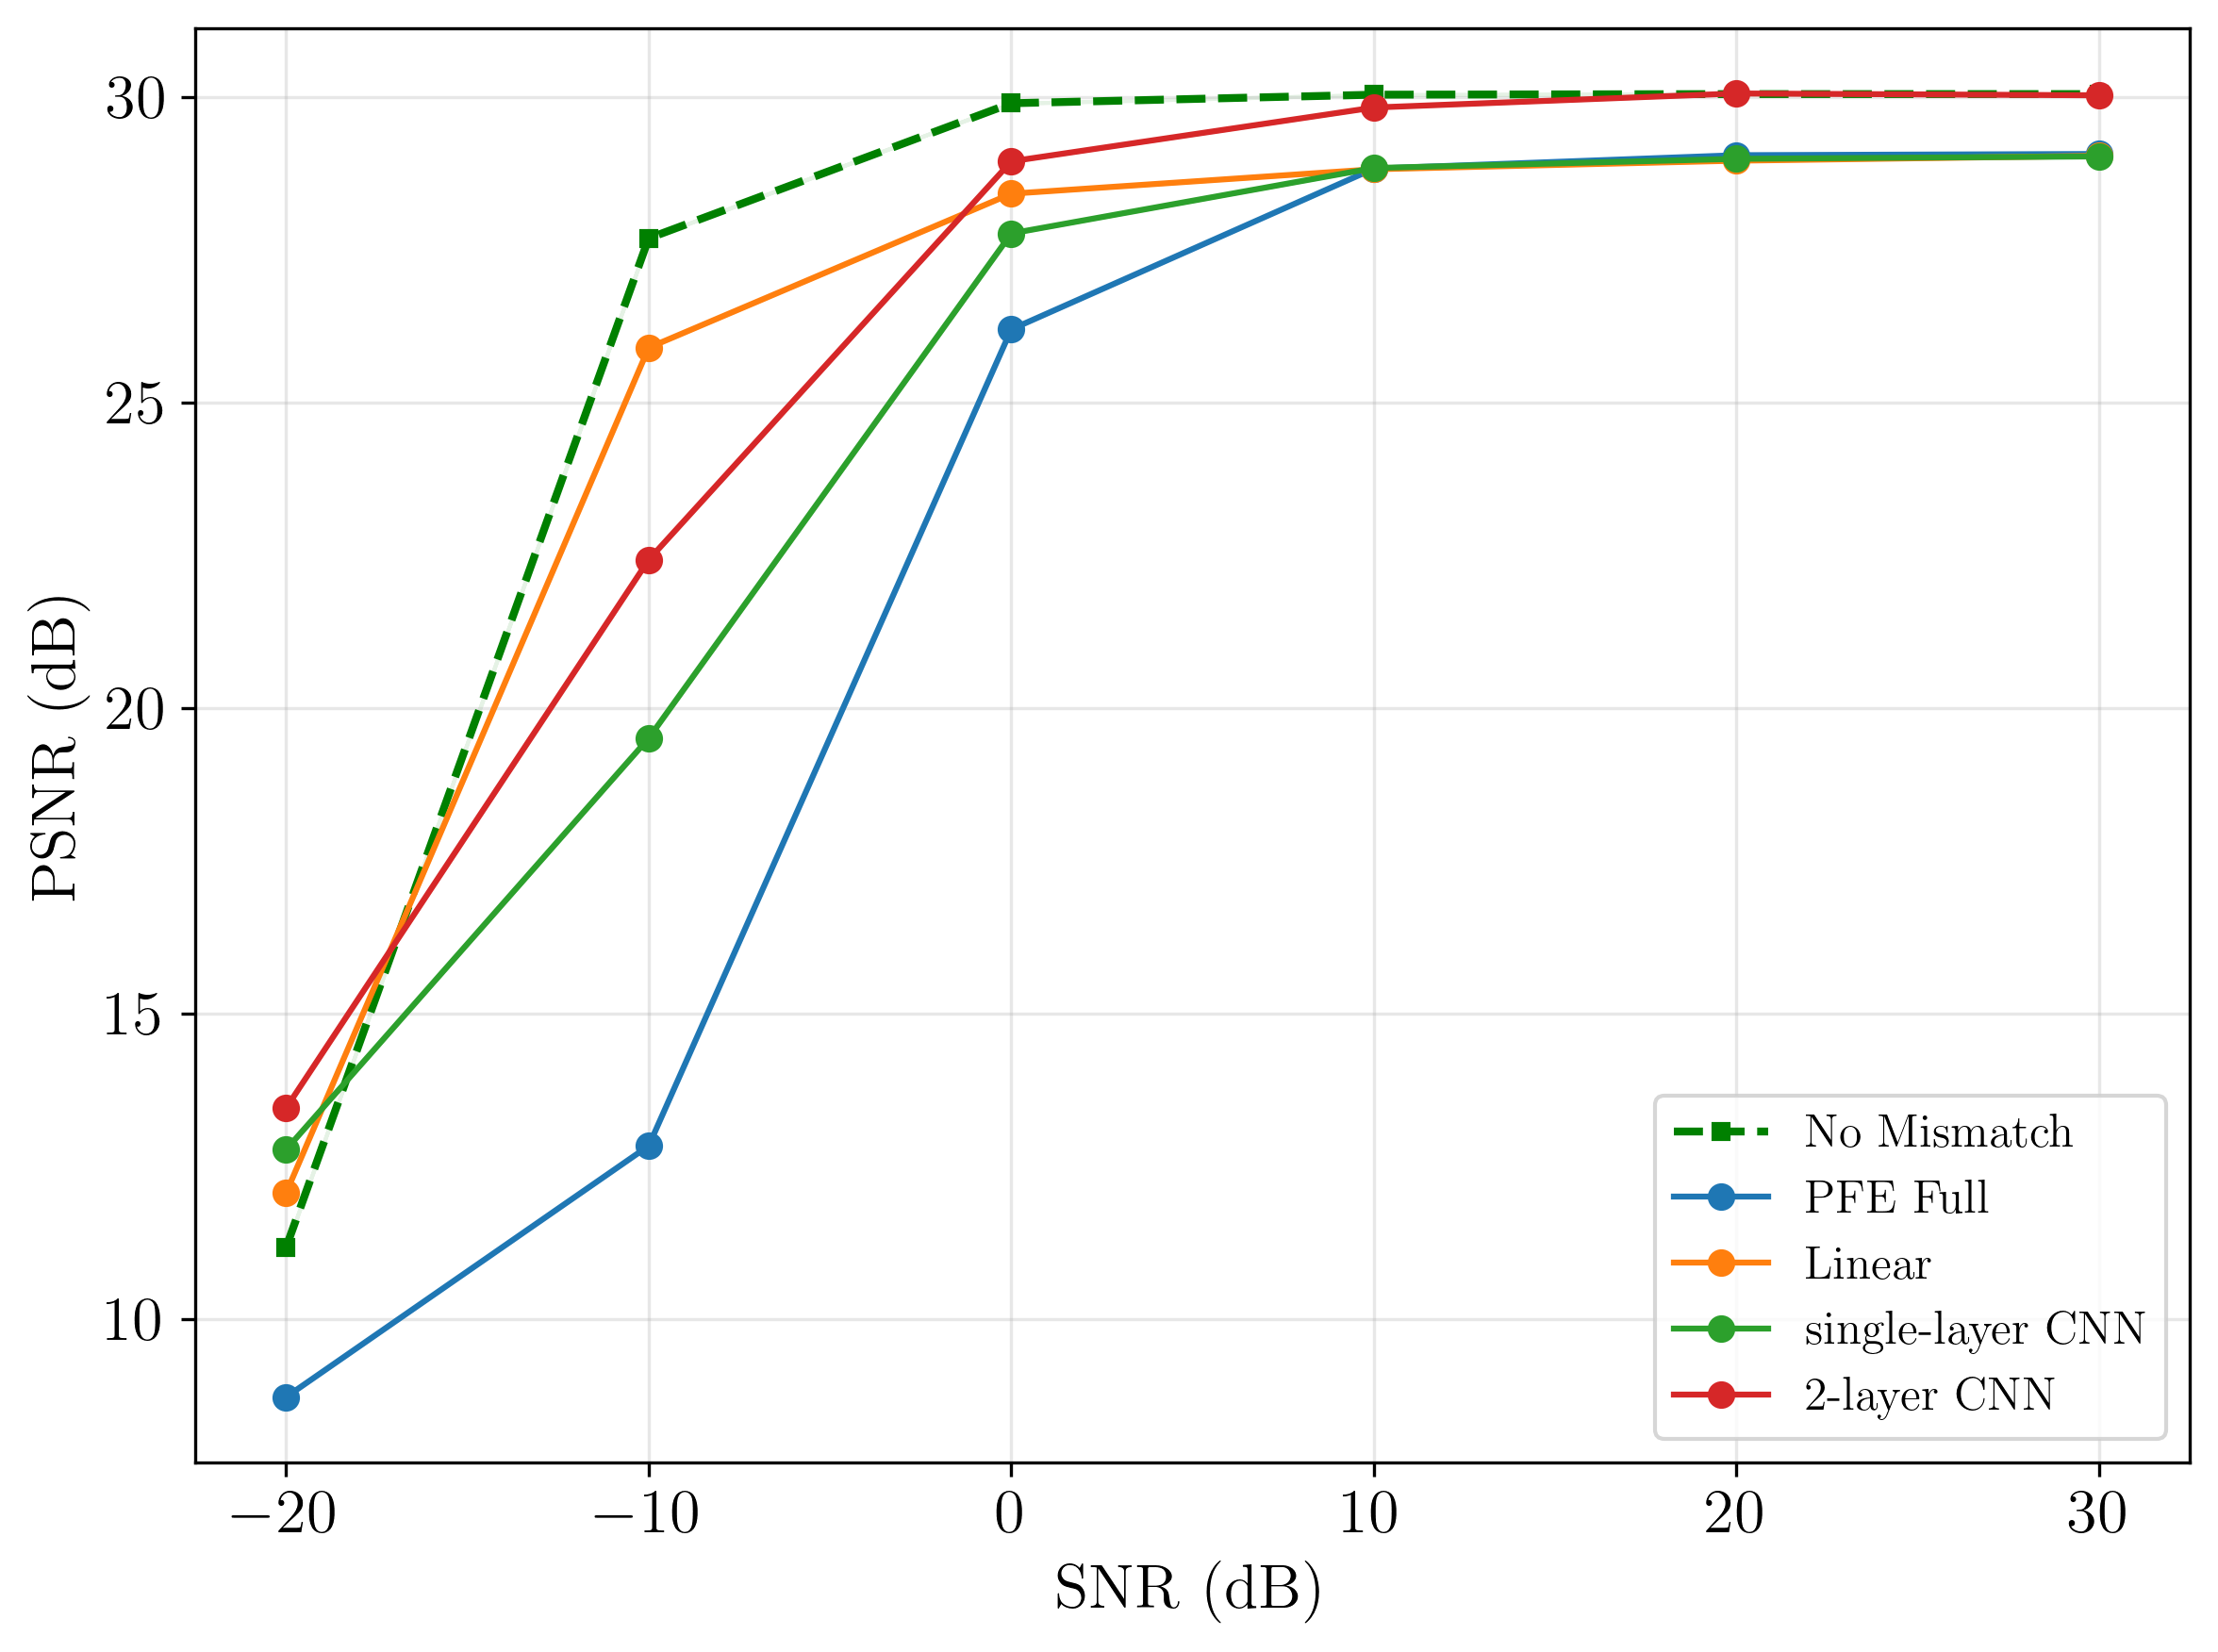 30
25
20
15
10
PSNR (dB)
−20 −10 0 10 20 30
SNR (dB)
No Mismatch
PFE Full
Linear
single-layer CNN
2-layer CNN